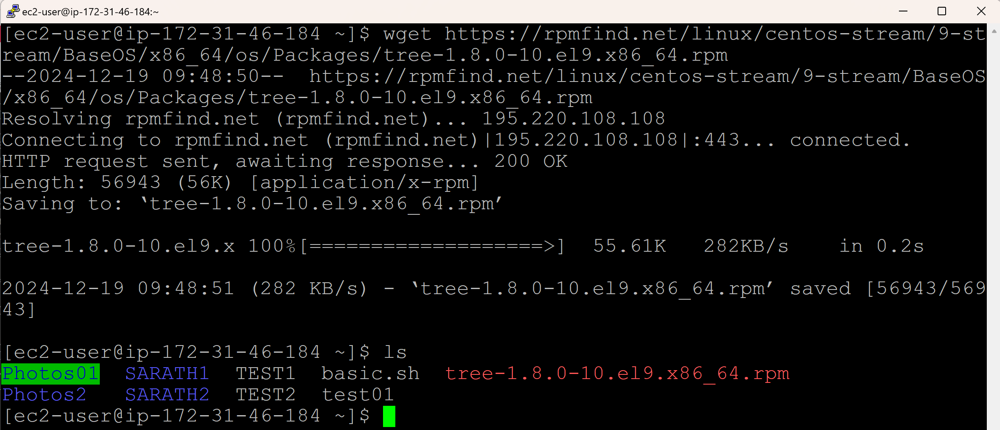 ec2-user@ip-172-31-46-184:~
[ec2-user@ip-172-31-46-184 ~]$ wget https://rpmfind.net/linux/centos-stream/9-st
ream/BaseOS/x86_64/os/Packages/tree-1.8.0-10.el9.x86_64.rpm
--2024-12-19 09:48:50--  https://rpmfind.net/linux/centos-stream/9-stream/BaseOS
/x86_64/os/Packages/tree-1.8.0-10.el9.x86_64.rpm
Resolving rpmfind.net (rpmfind.net)... 195.220.108.108
Connecting to rpmfind.net (rpmfind.net)|195.220.108.108|:443... connected.
HTTP request sent, awaiting response... 200 OK
Length: 56943 (56K) [application/x-rpm]
Saving to: ‘tree-1.8.0-10.el9.x86_64.rpm’
tree-1.8.0-10.el9.x 100%[===================>]  55.61K   282KB/s    in 0.2s
2024-12-19 09:48:51 (282 KB/s) - ‘tree-1.8.0-10.el9.x86_64.rpm’ saved [56943/569
43]
[ec2-user@ip-172-31-46-184 ~]$ ls
Photos01  SARATH1  TEST1  basic.sh  tree-1.8.0-10.el9.x86_64.rpm
Photos2   SARATH2  TEST2  test01
[ec2-user@ip-172-31-46-184 ~]$